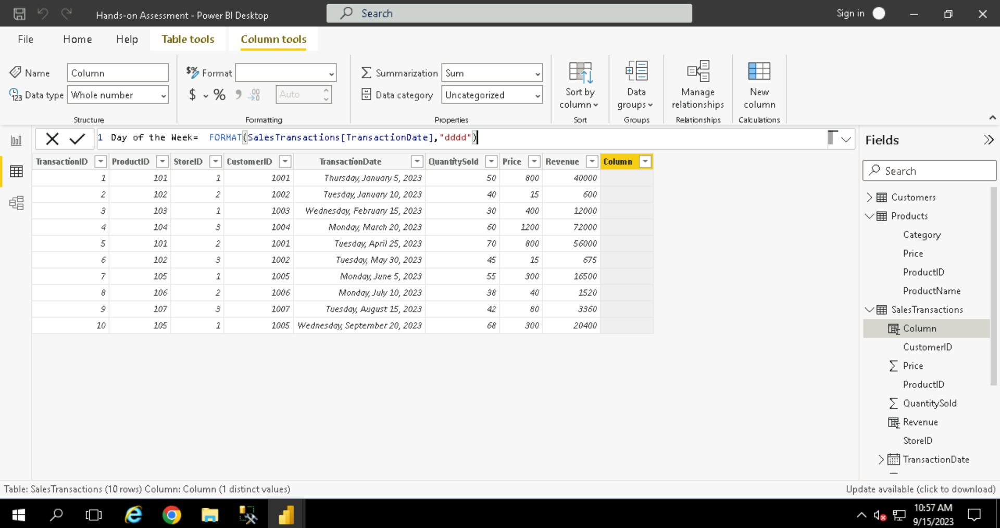 Hands-on Assessment - Power BI Desktop
Search
Sign in
File Home Help Table tools Column tools
Name Column
Data type Whole number
Structure
Format
$ % 9 .00 Auto
Formatting
Summarization Sum
Data category Uncategorized
Properties
Sort by
column
Sort
Data
groups
Groups
Manage
relationships
Relationships
New
column
Calculations
1 Day of the Week= FORMAT(SalesTransactions[TransactionDate],"dddd")
TransactionID ProductID StoreID CustomerID TransactionDate QuantitySold Price Revenue Column
1 101 1 1001 Thursday, January 5, 2023 50 800 40000
2 102 2 1002 Tuesday, January 10, 2023 40 15 600
3 103 1 1003 Wednesday, February 15, 2023 30 400 12000
4 104 3 1004 Monday, March 20, 2023 60 1200 72000
5 101 2 1001 Tuesday, April 25, 2023 70 800 56000
6 102 3 1002 Tuesday, May 30, 2023 45 15 675
7 105 1 1005 Monday, June 5, 2023 55 300 16500
8 106 2 1006 Monday, July 10, 2023 38 40 1520
9 107 3 1007 Tuesday, August 15, 2023 42 80 3360
10 105 1 1005 Wednesday, September 20, 2023 68 300 20400
Fields
Search
Customers
Products
Category
Price
ProductID
ProductName
SalesTransactions
Column
CustomerID
Price
ProductID
QuantitySold
Revenue
StoreID
TransactionDate
Table: SalesTransactions (10 rows) Column: Column (1 distinct values)
Update available (click to download)
10:57 AM
9/15/2023